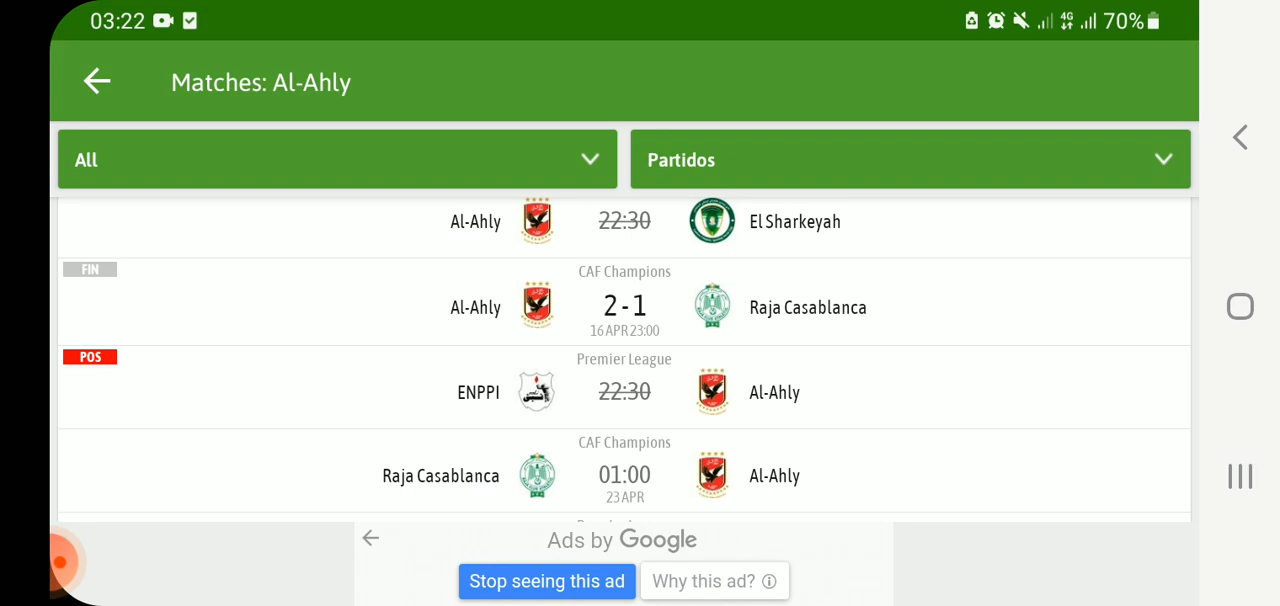 03:22 4G 70%
Matches: Al-Ahly
All Partidos
Al-Ahly 22:30 El Sharkeyah
FIN CAF Champions
Al-Ahly 2 - 1 Raja Casablanca
16 APR 23:00
POS Premier League
ENPPI 22:30 Al-Ahly
CAF Champions
Raja Casablanca 01:00 Al-Ahly
23 APR
Ads by Google
Stop seeing this ad Why this ad?